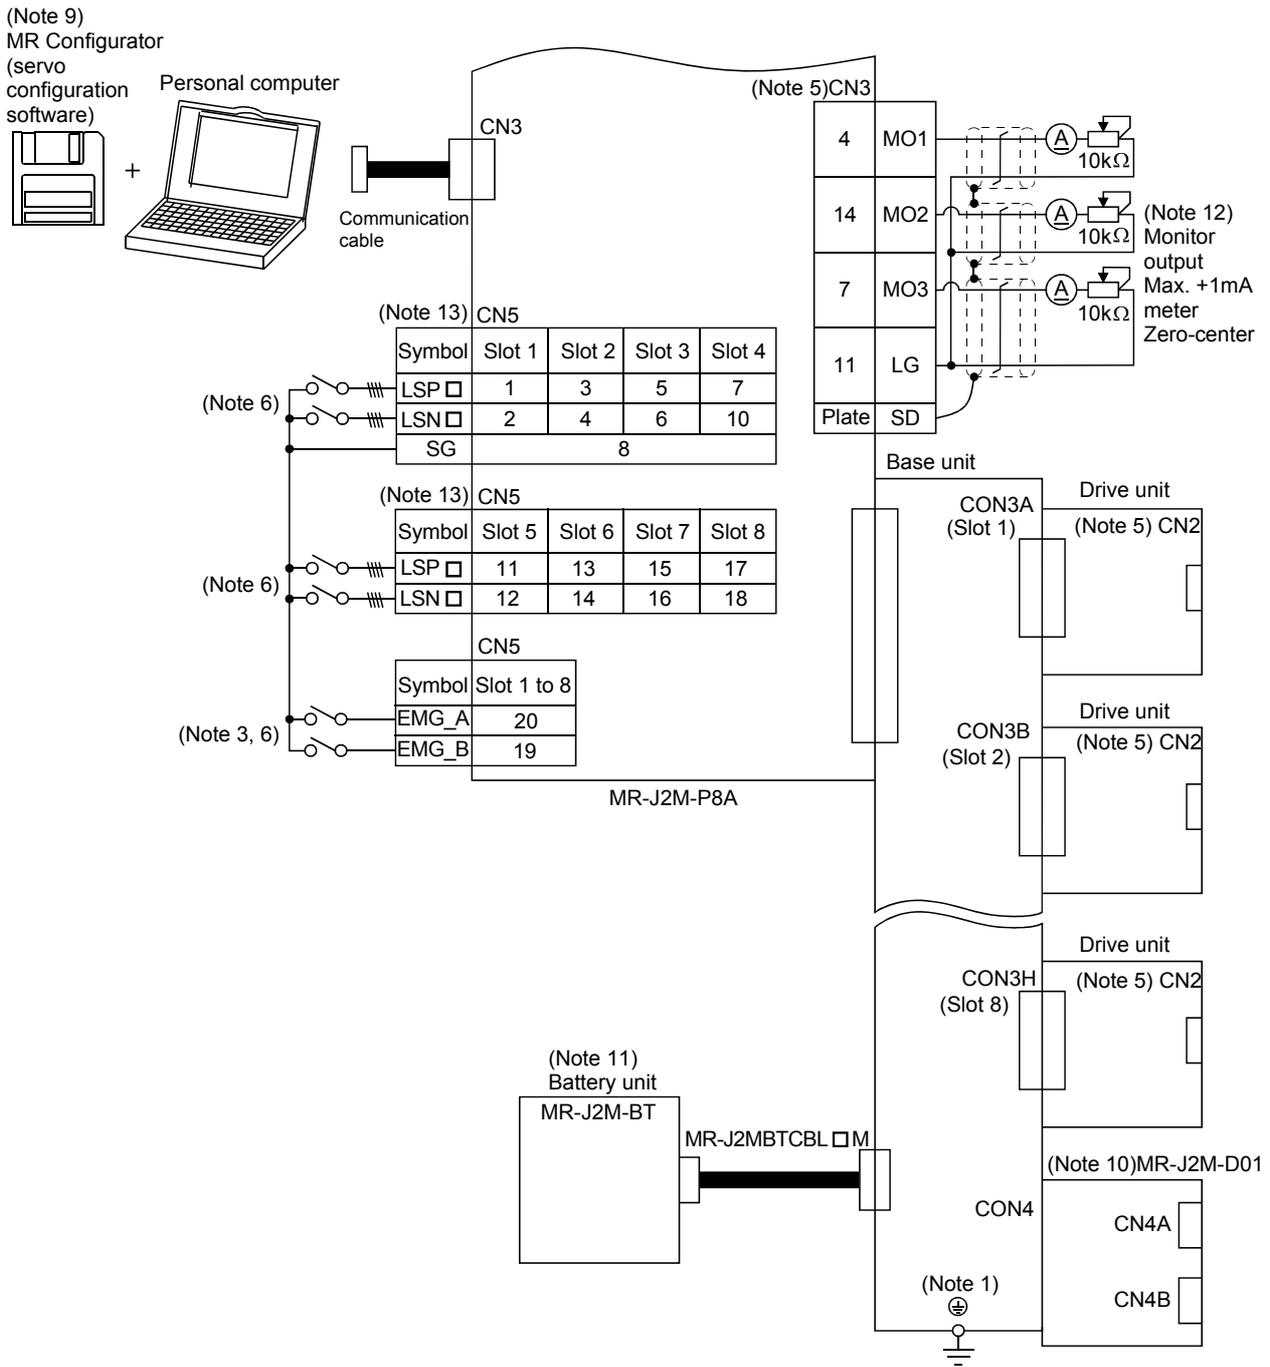 (Note 9)
MR Configurator
(servo
configuration
software)
Personal computer
+
Communication
cable
CN3
(Note 5)CN3
4 MO1
14 MO2
7 MO3
11 LG
Plate SD
A
10kΩ
A
10kΩ
A
10kΩ
(Note 12)
Monitor
output
Max. +1mA
meter
Zero-center
(Note 13) CN5
Symbol Slot 1 Slot 2 Slot 3 Slot 4
LSP □ 1 3 5 7
LSN □ 2 4 6 10
SG 8
(Note 6)
(Note 13) CN5
Symbol Slot 5 Slot 6 Slot 7 Slot 8
LSP □ 11 13 15 17
LSN □ 12 14 16 18
(Note 6)
CN5
Symbol Slot 1 to 8
EMG_A 20
EMG_B 19
(Note 3, 6)
MR-J2M-P8A
Base unit
CON3A
(Slot 1)
Drive unit
(Note 5) CN2
CON3B
(Slot 2)
Drive unit
(Note 5) CN2
CON3H
(Slot 8)
Drive unit
(Note 5) CN2
(Note 11)
Battery unit
MR-J2M-BT
MR-J2MBTCBL □ M
CON4
(Note 10)MR-J2M-D01
CN4A
CN4B
(Note 1)